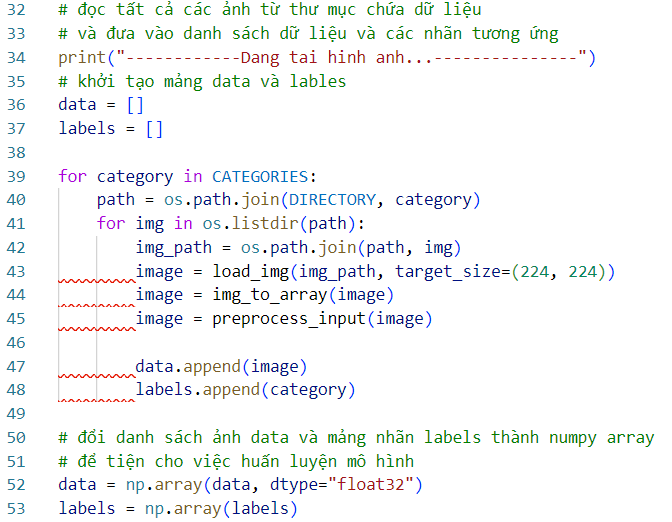 32 # đọc tất cả các ảnh từ thư mục chứa dữ liệu
33 # và đưa vào danh sách dữ liệu và các nhãn tương ứng
34 print("------------Dang tai hinh anh...---------------")
35 # khởi tạo mảng data và lables
36 data = []
37 labels = []
38
39 for category in CATEGORIES:
40     path = os.path.join(DIRECTORY, category)
41     for img in os.listdir(path):
42         img_path = os.path.join(path, img)
43         image = load_img(img_path, target_size=(224, 224))
44         image = img_to_array(image)
45         image = preprocess_input(image)
46
47         data.append(image)
48         labels.append(category)
49
50 # đổi danh sách ảnh data và mảng nhãn labels thành numpy array
51 # để tiện cho việc huấn luyện mô hình
52 data = np.array(data, dtype="float32")
53 labels = np.array(labels)